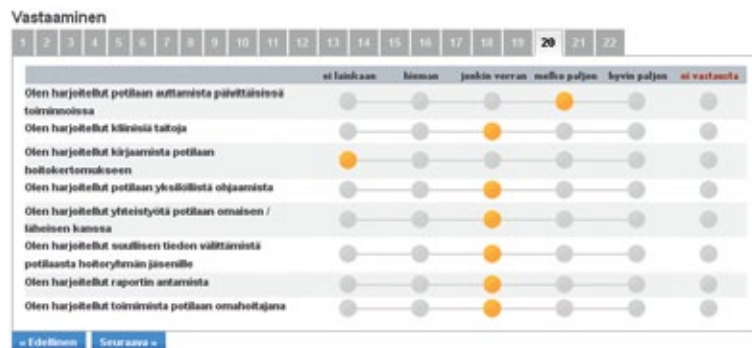 Vastaaminen
1 2 3 4 5 6 7 8 9 10 11 12 13 14 15 16 17 18 19 20 21 22
ei lainkaan hieman jonkin verran melko paljon hyvin paljon ei vastausta
Olen harjoitellut potilaan auttamista päivittäisissä
toiminnoissa
Olen harjoitellut kliinisiä taitoja
Olen harjoitellut kirjaamista potilaan
hoitokertomukseen
Olen harjoitellut potilaan yksilöllistä ohjaamista
Olen harjoitellut yhteistyötä potilaan omaisen /
läheisen kanssa
Olen harjoitellut suullisen tiedon välittämistä
potilaasta hoitoryhmän jäsenille
Olen harjoitellut raportin antamista
Olen harjoitellut toimimista potilaan omahoitajana
« Edellinen Seuraava »